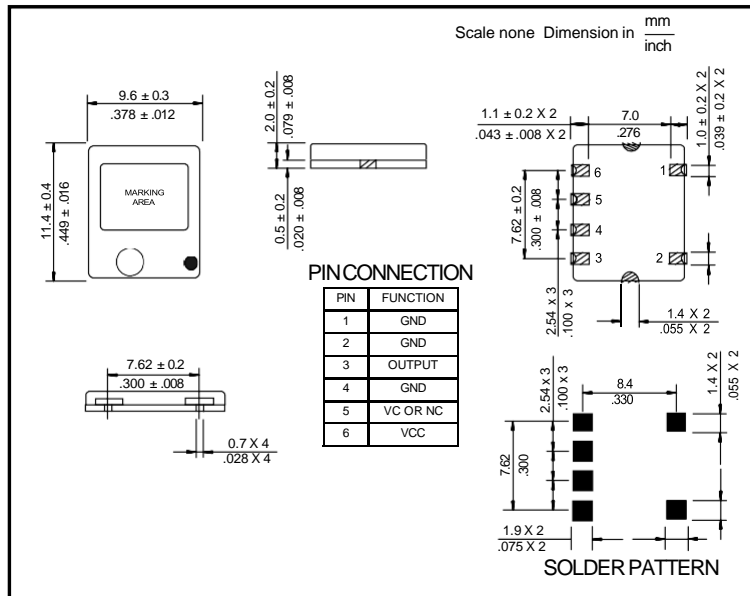 Scale none Dimension in mm
inch
9.6 ± 0.3
.378 ± .012
11.4 ± 0.4
.449 ± .016
MARKING
AREA
2.0 ± 0.2
.079 ± .008
0.5 ± 0.2
.020 ± .008
1.1 ± 0.2 X 2
.043 ± .008 X 2
7.0
.276
1.0 ± 0.2 X 2
.039 ± 0.2 X 2
6
1
5
4
3
2
7.62 ± 0.2
.300 ± .008
2.54 x 3
.100 x 3
1.4 X 2
.055 X 2
PIN CONNECTION
PIN FUNCTION
1 GND
2 GND
3 OUTPUT
4 GND
5 VC OR NC
6 VCC
7.62 ± 0.2
.300 ± .008
0.7 X 4
.028 X 4
2.54 x 3
.100 x 3
8.4
.330
1.4 X 2
.055 X 2
7.62
.300
1.9 X 2
.075 X 2
SOLDER PATTERN